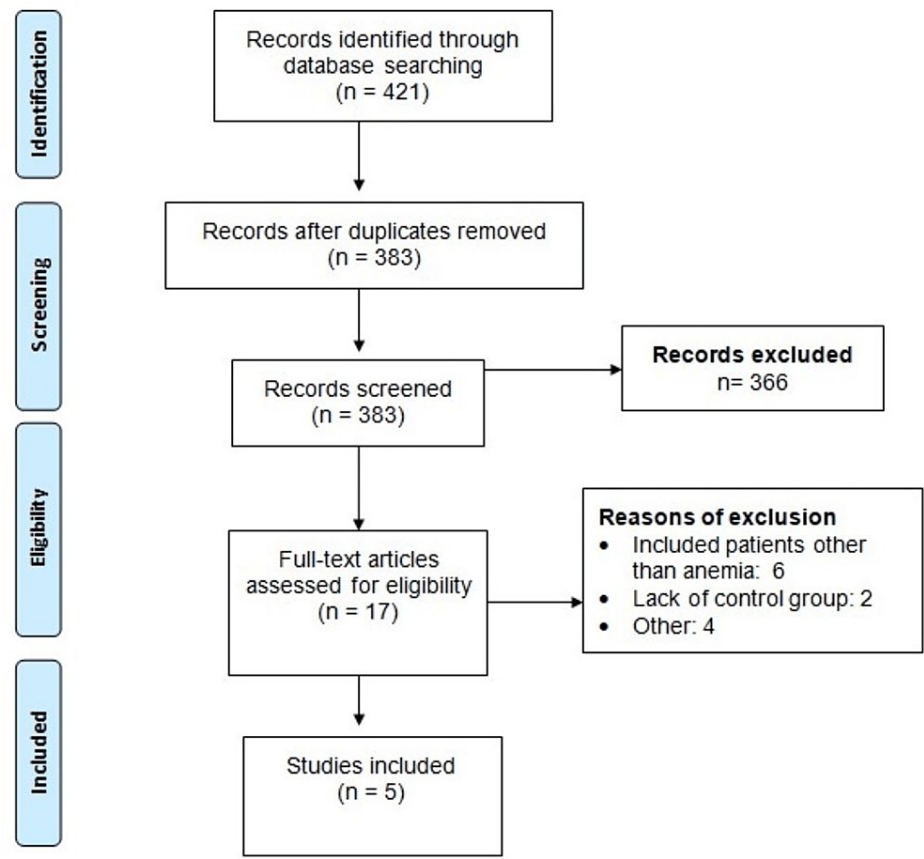 Identification
Records identified through
database searching
(n = 421)
Screening
Records after duplicates removed
(n = 383)
Records screened
(n = 383)
Records excluded
n= 366
Eligibility
Full-text articles
assessed for eligibility
(n = 17)
Reasons of exclusion
• Included patients other
than anemia: 6
• Lack of control group: 2
• Other: 4
Included
Studies included
(n = 5)